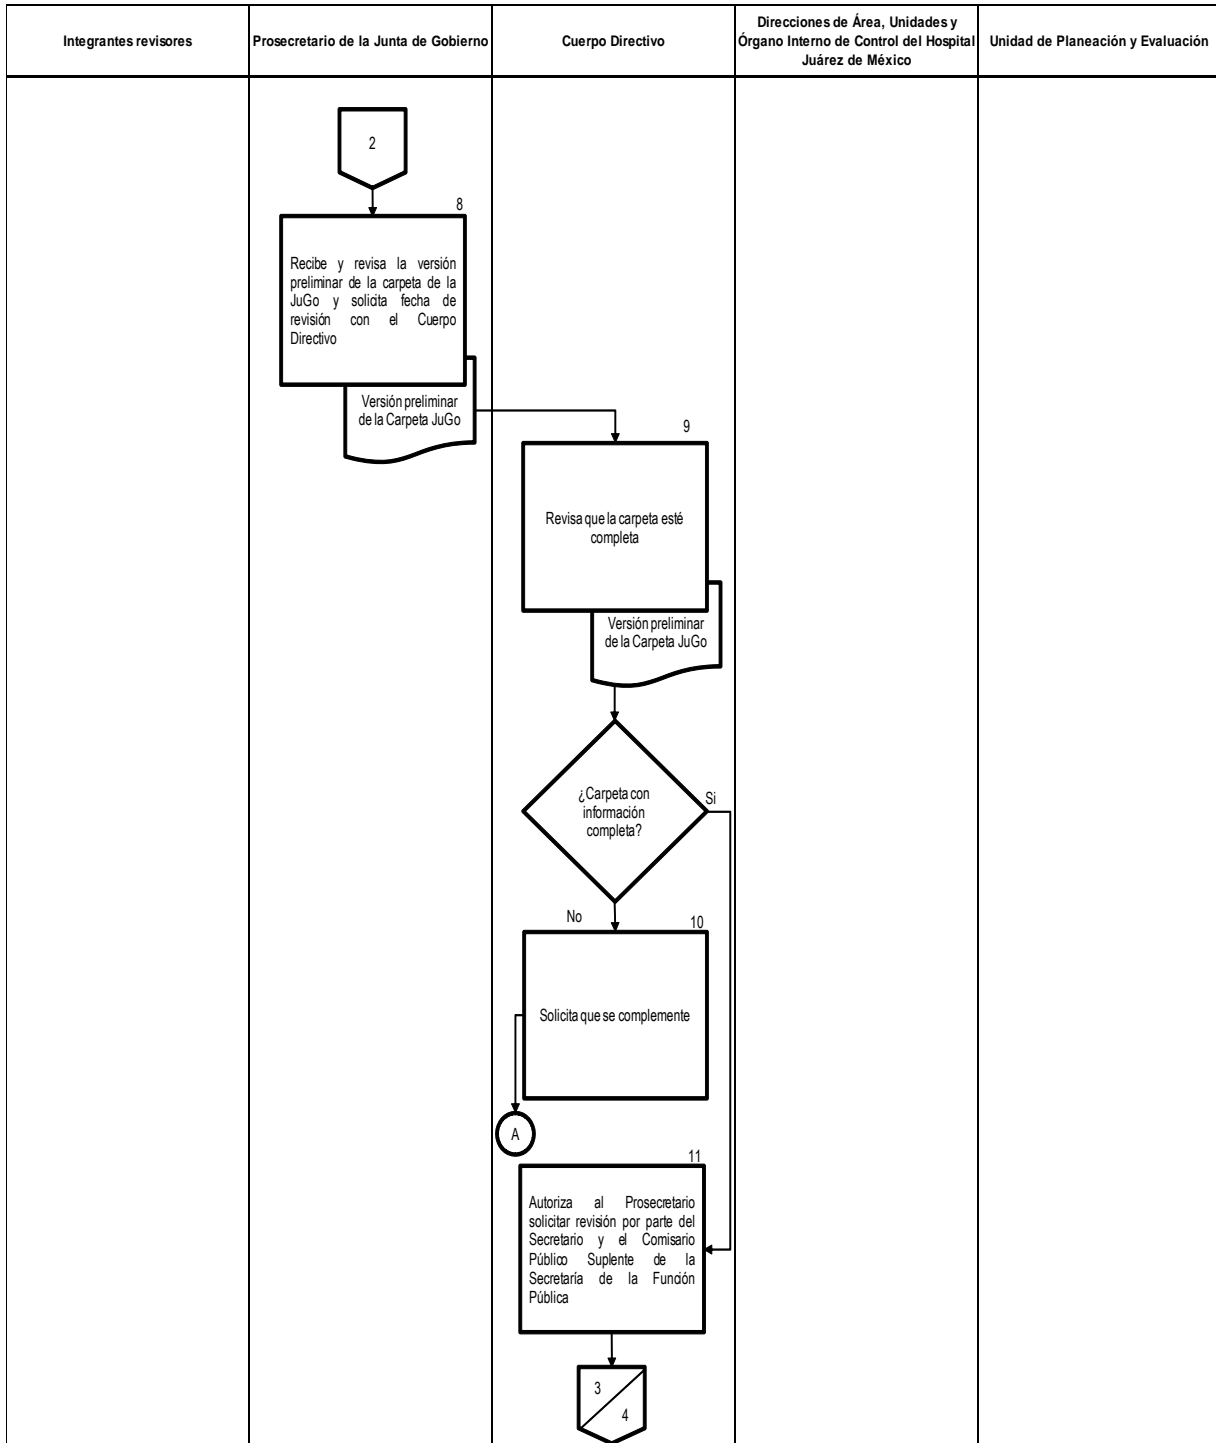 Integrantes revisores
Prosecretario de la Junta de Gobierno
Cuerpo Directivo
Direcciones de Área, Unidades y
Órgano Interno de Control del Hospital
Juárez de México
Unidad de Planeación y Evaluación
2
8
Recibe y revisa la versión
preliminar de la carpeta de la
JuGo y solicita fecha de
revisión con el Cuerpo
Directivo
Versión preliminar
de la Carpeta JuGo
9
Revisa que la carpeta esté
completa
Versión preliminar
de la Carpeta JuGo
¿Carpeta con
información
completa?
Si
No
10
Solicita que se complemente
A
11
Autoriza al Prosecretario
solicitar revisión por parte del
Secretario y el Comisario
Público Suplente de la
Secretaría de la Función
Pública
3
4